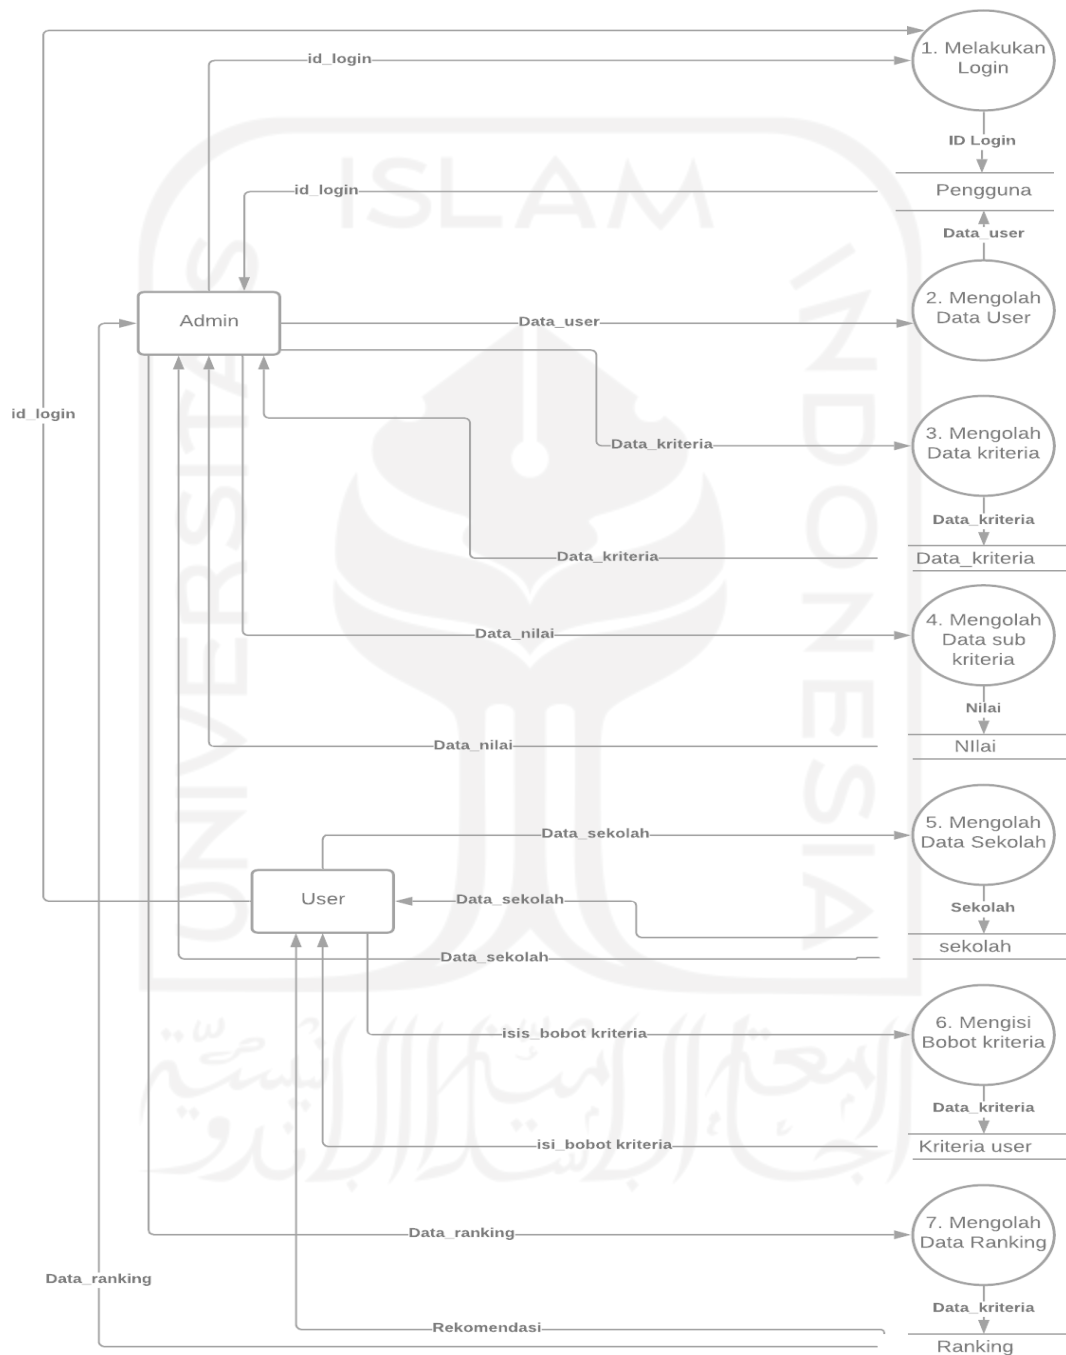 1. Melakukan
Login
id_login
ID Login
Pengguna
id_login
Data_user
2. Mengolah
Data User
Admin
Data_user
id_login
3. Mengolah
Data kriteria
Data_kriteria
Data_kriteria
Data_kriteria
Data_kriteria
4. Mengolah
Data sub
kriteria
Data_nilai
Nilai
NIlai
Data_nilai
5. Mengolah
Data Sekolah
Data_sekolah
User
Data_sekolah
Sekolah
sekolah
Data_sekolah
6. Mengisi
Bobot kriteria
isis_bobot kriteria
Data_kriteria
Kriteria user
isi_bobot kriteria
7. Mengolah
Data Ranking
Data_ranking
Data_ranking
Data_kriteria
Rekomendasi
Ranking
ISLAM
UNIVERSITAS
INDONESIA